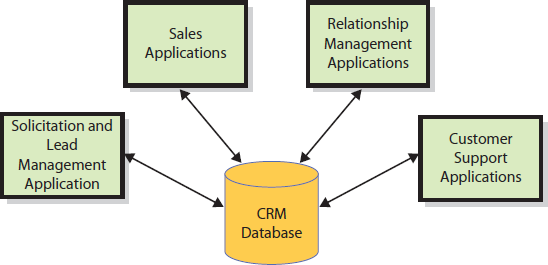 Sales
Applications
Relationship
Management
Applications
Solicitation and
Lead
Management
Application
Customer
Support
Applications
CRM
Database